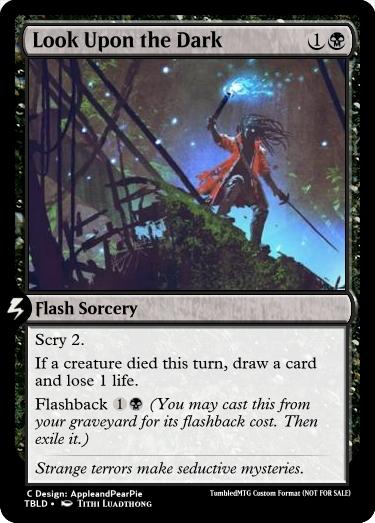 Look Upon the Dark 1
Flash Sorcery
Scry 2.
If a creature died this turn, draw a card
and lose 1 life.
Flashback 1 (You may cast this from
your graveyard for its flashback cost. Then
exile it.)
Strange terrors make seductive mysteries.
C Design: AppleandPearPie
TumbledMTG Custom Format (NOT FOR SALE)
TBLD • Tithi Luadthong